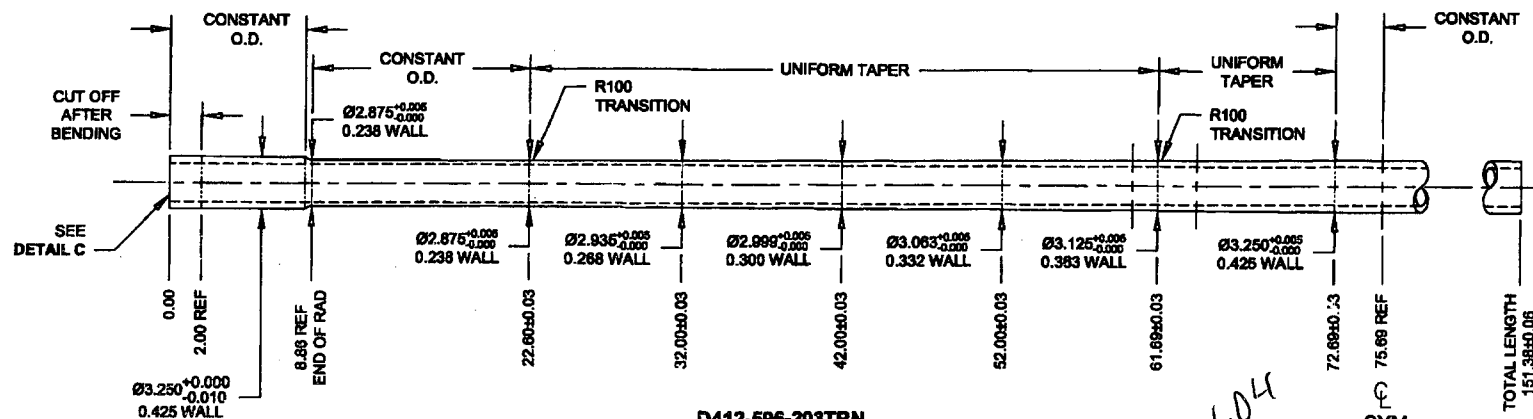 CONSTANT
O.D.
CONSTANT
O.D.
UNIFORM TAPER
UNIFORM
TAPER
CONSTANT
O.D.
CUT OFF
AFTER
BENDING
Ø2.875+0.005
-0.000
0.238 WALL
R100
TRANSITION
R100
TRANSITION
SEE
DETAIL C
Ø2.875+0.005
-0.000
0.238 WALL
Ø2.935+0.005
-0.000
0.268 WALL
Ø2.999+0.005
-0.000
0.300 WALL
Ø3.063+0.005
-0.000
0.332 WALL
Ø3.125+0.005
-0.000
0.363 WALL
Ø3.250+0.005
-0.000
0.425 WALL
0.00
2.00 REF
8.86 REF
END OF RAD
22.60±0.03
32.00±0.03
42.00±0.03
52.00±0.03
61.69±0.03
72.69±0.03
75.69 REF
TOTAL LENGTH
151.38±0.06
Ø3.250+0.000
-0.010
0.425 WALL